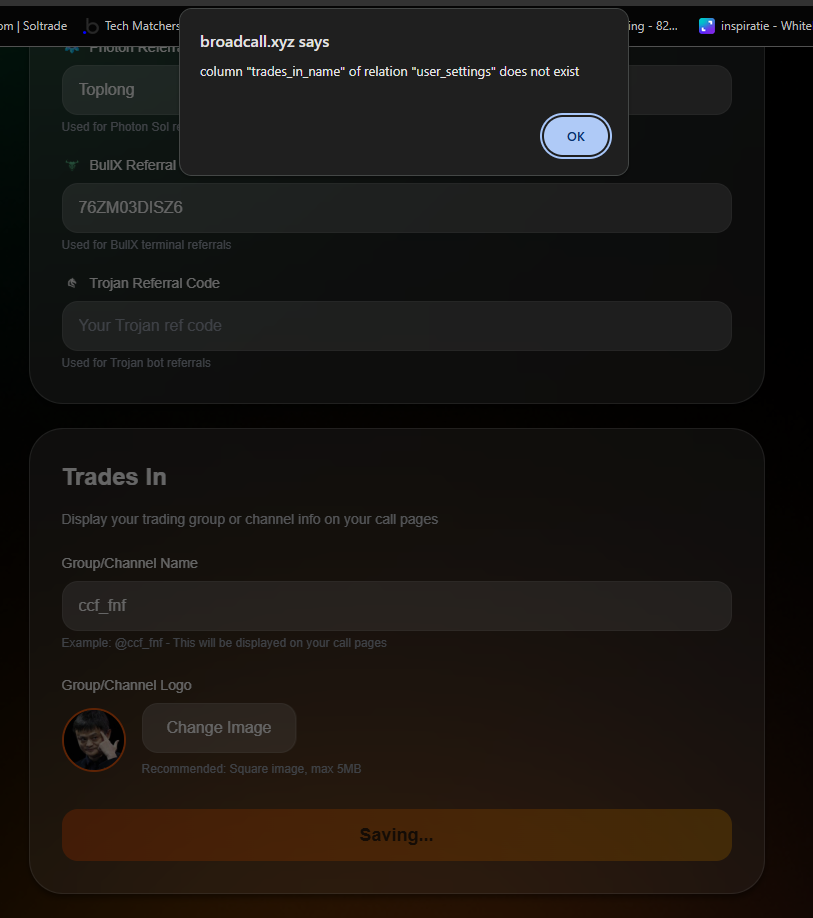 om | Soltrade
Tech Matchers
ing - 82...
inspiratie - White
broadcall.xyz says
column "trades_in_name" of relation "user_settings" does not exist
OK
Photon Referra
Toplong
Used for Photon Sol re
BullX Referral
76ZM03DISZ6
Used for BullX terminal referrals
Trojan Referral Code
Your Trojan ref code
Used for Trojan bot referrals
Trades In
Display your trading group or channel info on your call pages
Group/Channel Name
ccf_fnf
Example: @ccf_fnf - This will be displayed on your call pages
Group/Channel Logo
Change Image
Recommended: Square image, max 5MB
Saving...